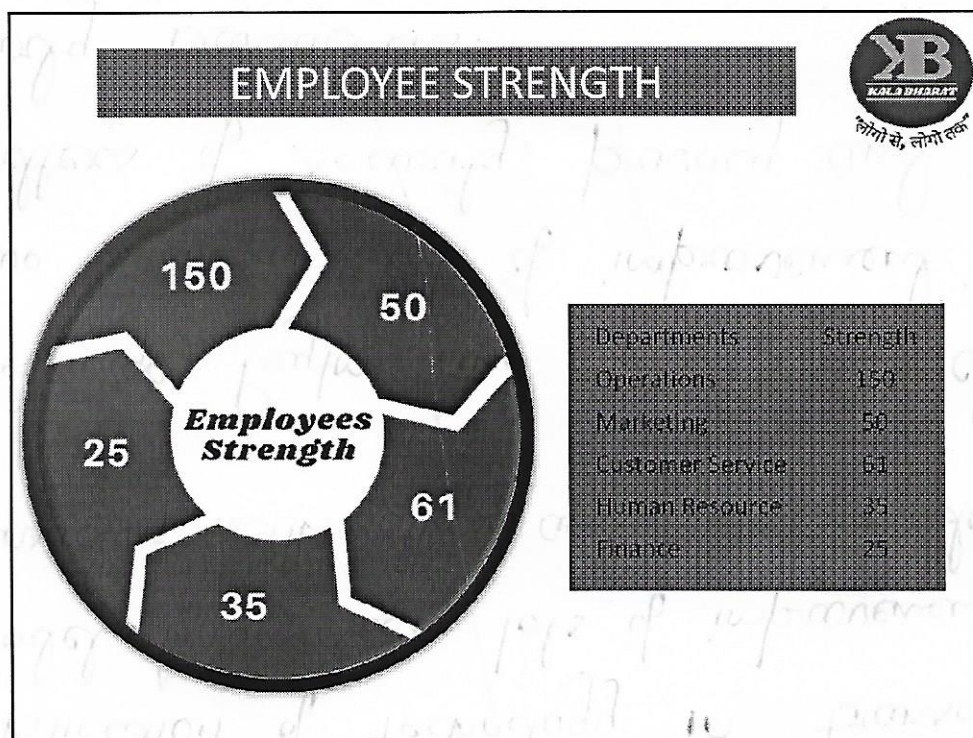 EMPLOYEE STRENGTH
KB
KALA BHARAT
"लोगो से, लोगो तक"
150
50
25
61
35
Employees
Strength
Departments Strength
Operations 150
Marketing 50
Customer Service 61
Human Resource 35
Finance 25